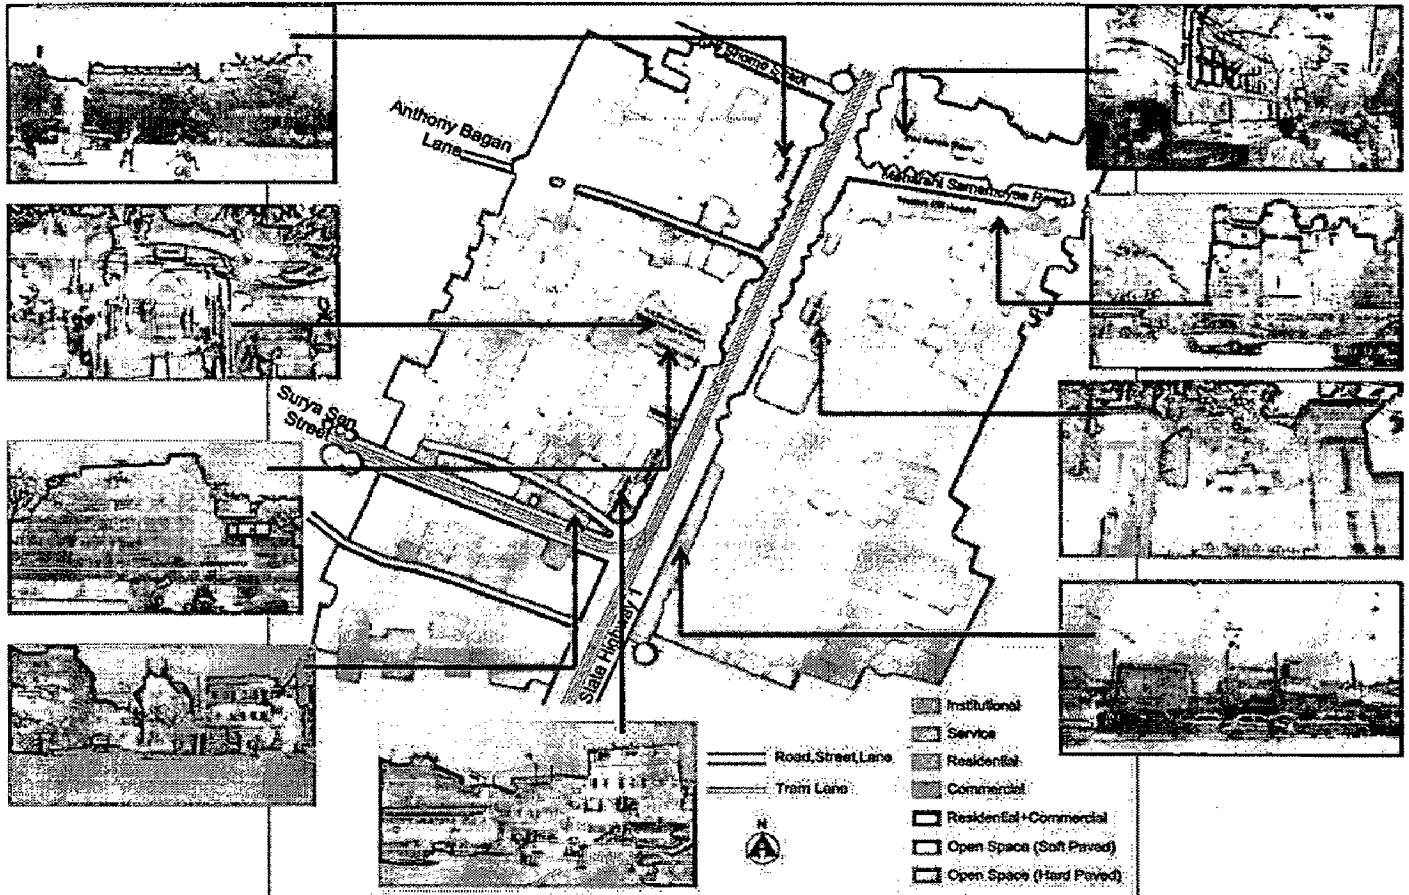 Anthony Bagan
Lane
Surya Sen
Street
State Highway 1
Road,Street,Lane
Tram Lane
N
Institutional
Service
Residential
Commercial
Residential+Commercial
Open Space (Soft Paved)
Open Space (Hard Paved)